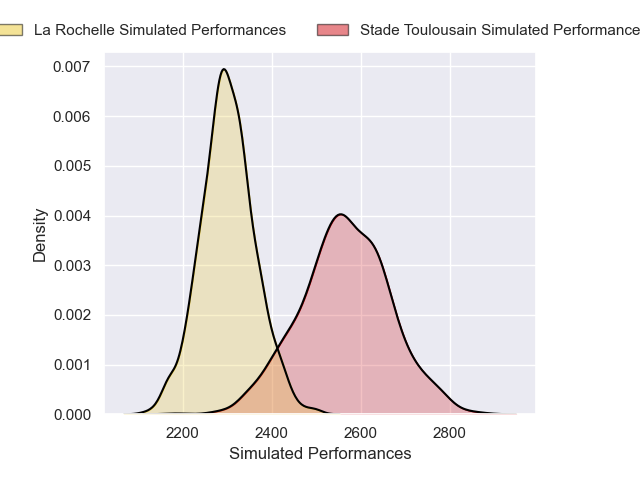 La Rochelle Simulated Performances Stade Toulousain Simulated Performance
0.007
0.006
0.005
0.004
0.003
0.002
0.001
0.000
Density
2200 2400 2600 2800
Simulated Performances